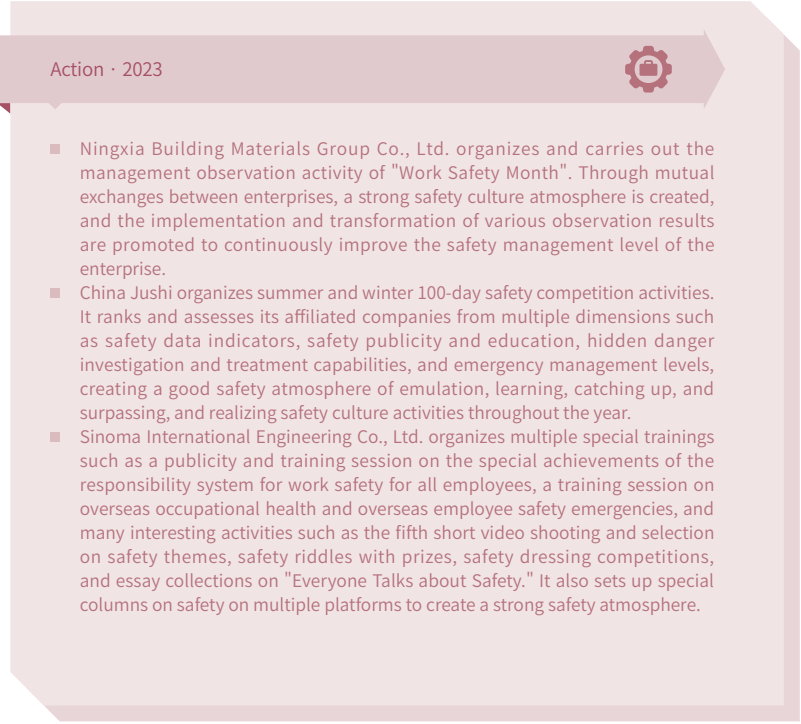 Action · 2023
Ningxia Building Materials Group Co., Ltd. organizes and carries out the
management observation activity of "Work Safety Month". Through mutual
exchanges between enterprises, a strong safety culture atmosphere is created,
and the implementation and transformation of various observation results
are promoted to continuously improve the safety management level of the
enterprise.
China Jushi organizes summer and winter 100-day safety competition activities.
It ranks and assesses its affiliated companies from multiple dimensions such
as safety data indicators, safety publicity and education, hidden danger
investigation and treatment capabilities, and emergency management levels,
creating a good safety atmosphere of emulation, learning, catching up, and
surpassing, and realizing safety culture activities throughout the year.
Sinoma International Engineering Co., Ltd. organizes multiple special trainings
such as a publicity and training session on the special achievements of the
responsibility system for work safety for all employees, a training session on
overseas occupational health and overseas employee safety emergencies, and
many interesting activities such as the fifth short video shooting and selection
on safety themes, safety riddles with prizes, safety dressing competitions,
and essay collections on "Everyone Talks about Safety." It also sets up special
columns on safety on multiple platforms to create a strong safety atmosphere.